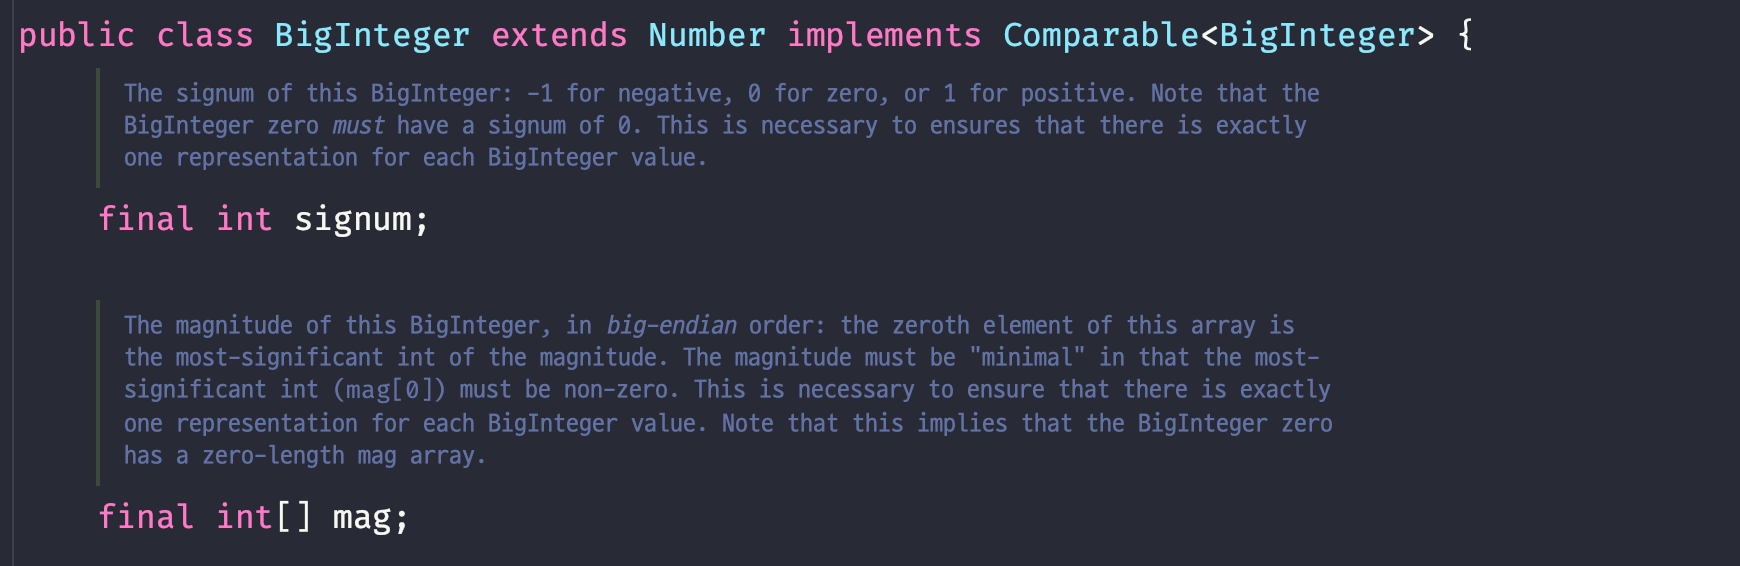 public class BigInteger extends Number implements Comparable<BigInteger> {
The signum of this BigInteger: -1 for negative, 0 for zero, or 1 for positive. Note that the
BigInteger zero must have a signum of 0. This is necessary to ensures that there is exactly
one representation for each BigInteger value.
final int signum;
The magnitude of this BigInteger, in big-endian order: the zeroth element of this array is
the most-significant int of the magnitude. The magnitude must be "minimal" in that the most-
significant int (mag[0]) must be non-zero. This is necessary to ensure that there is exactly
one representation for each BigInteger value. Note that this implies that the BigInteger zero
has a zero-length mag array.
final int[] mag;